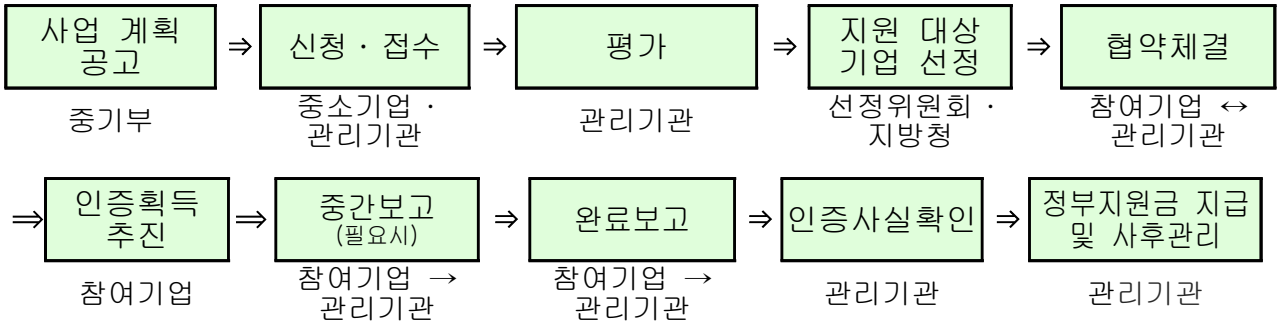 사업 계획
공고
⇒
신청 · 접수
⇒
평가
⇒
지원 대상
기업 선정
⇒
협약체결
중기부
중소기업 ·
관리기관
관리기관
선정위원회 ·
지방청
참여기업 ↔
관리기관
⇒
인증획득
추진
⇒
중간보고
(필요시)
⇒
완료보고
⇒
인증사실확인
⇒
정부지원금 지급
및 사후관리
참여기업
참여기업 →
관리기관
참여기업 →
관리기관
관리기관
관리기관